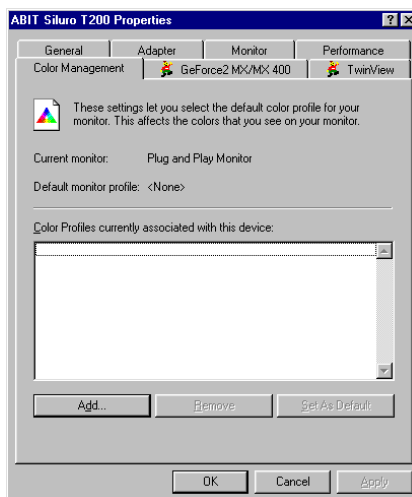 ABIT Siluro T200 Properties
General Adapter Monitor Performance
Color Management GeForce2 MX/MX 400 TwinView
These settings let you select the default color profile for your
monitor. This affects the colors that you see on your monitor.
Current monitor: Plug and Play Monitor
Default monitor profile: <None>
Color Profiles currently associated with this device:
Add... Remove Set As Default
OK Cancel Apply